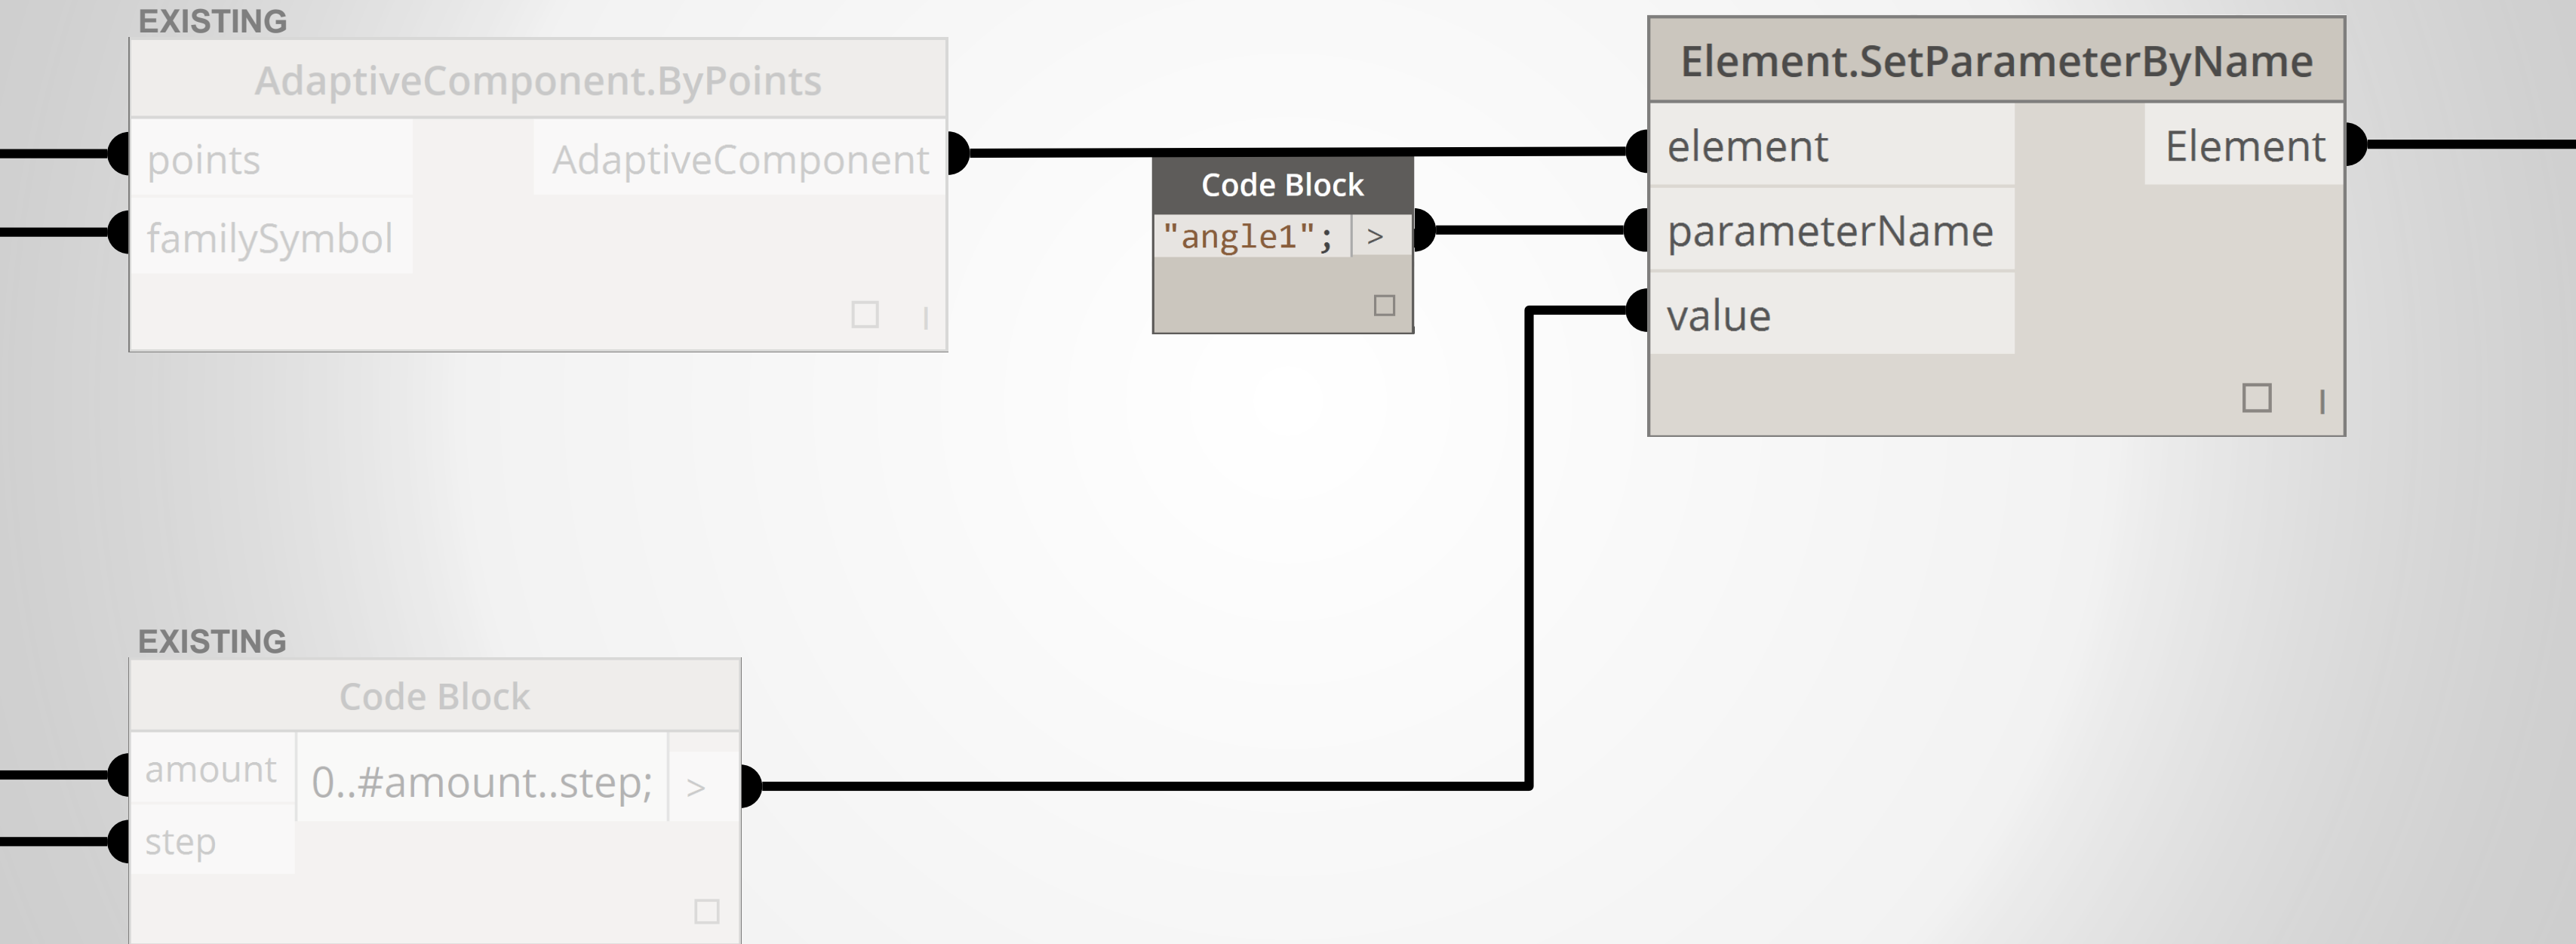 EXISTING
AdaptiveComponent.ByPoints
points
AdaptiveComponent
familySymbol
Code Block
"angle1";
>
Element.SetParameterByName
element
Element
parameterName
value
EXISTING
Code Block
amount
0..#amount..step;
>
step